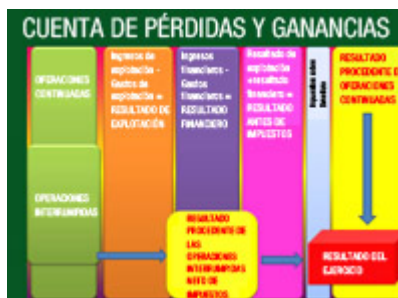 CUENTA DE PÉRDIDAS Y GANANCIAS
OPERACIONES
CONTINUADAS
OPERACIONES
INTERRUMPIDAS
Ingresos de
explotación -
Gastos de
explotación =
RESULTADO DE
EXPLOTACIÓN
Ingresos
financieros -
Gastos
financieros =
RESULTADO
FINANCIERO
Resultado de
explotación
+resultado
financiero =
RESULTADO
ANTES DE
IMPUESTOS
RESULTADO
PROCEDENTE DE
OPERACIONES
CONTINUADAS
RESULTADO
PROCEDENTE DE
LAS
OPERACIONES
INTERRUMPIDAS
NETO DE
IMPUESTOS
RESULTADO DEL
EJERCICIO